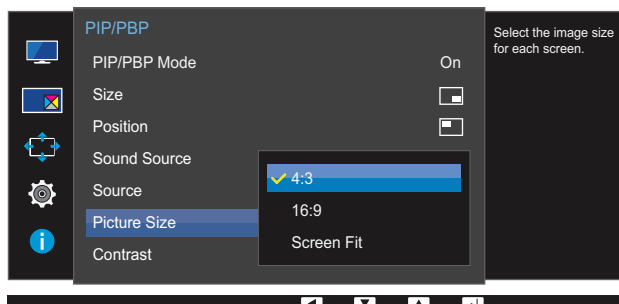 PIP/PBP
Select the image size
for each screen.
PIP/PBP Mode On
Size
Position
Sound Source
Source
Picture Size
Contrast
4:3
16:9
Screen Fit